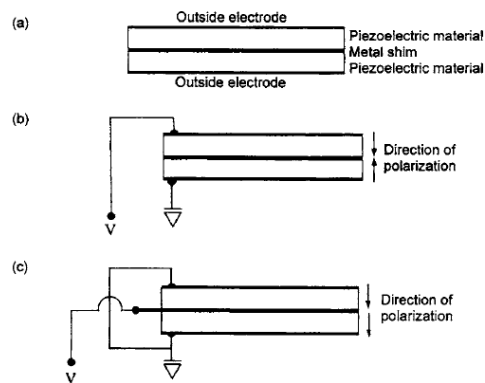 (a)
Outside electrode
Piezoelectric material
Metal shim
Piezoelectric material
Outside electrode
(b)
Direction of
polarization
V
(c)
Direction of
polarization
V